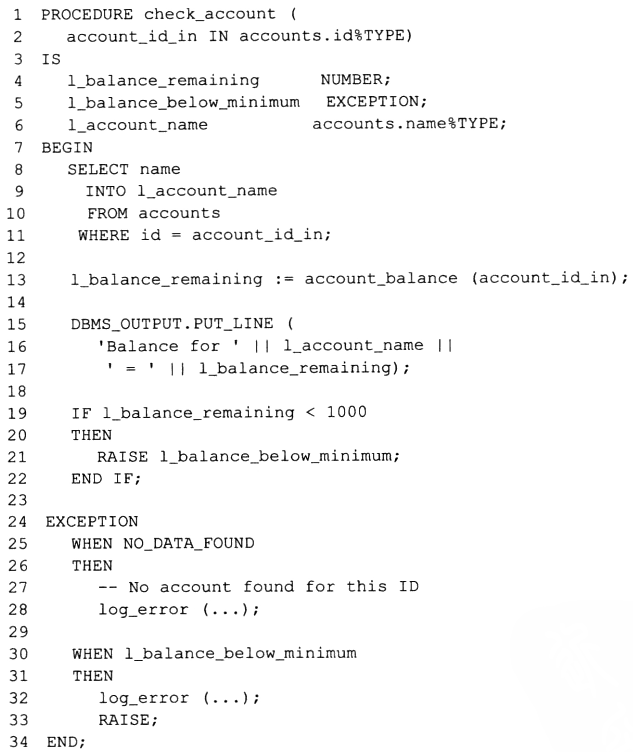 1 PROCEDURE check_account (
2 account_id_in IN accounts.id%TYPE)
3 IS
4 l_balance_remaining NUMBER;
5 l_balance_below_minimum EXCEPTION;
6 l_account_name accounts.name%TYPE;
7 BEGIN
8 SELECT name
9 INTO l_account_name
10 FROM accounts
11 WHERE id = account_id_in;
12
13 l_balance_remaining := account_balance (account_id_in);
14
15 DBMS_OUTPUT.PUT_LINE (
16 'Balance for ' || l_account_name ||
17 ' = ' || l_balance_remaining);
18
19 IF l_balance_remaining < 1000
20 THEN
21 RAISE l_balance_below_minimum;
22 END IF;
23
24 EXCEPTION
25 WHEN NO_DATA_FOUND
26 THEN
27 -- No account found for this ID
28 log_error (...);
29
30 WHEN l_balance_below_minimum
31 THEN
32 log_error (...);
33 RAISE;
34 END;